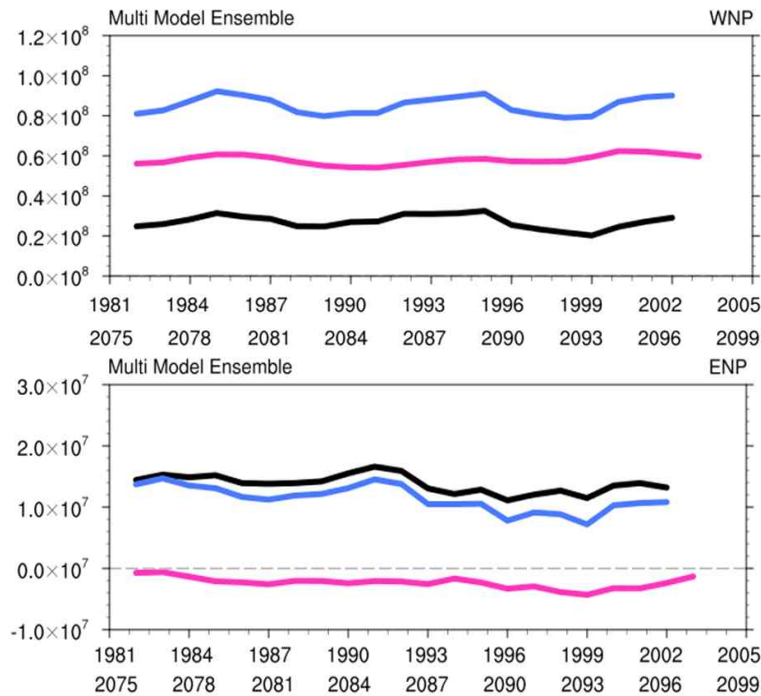 Multi Model Ensemble WNP
1.2×10⁸
1.0×10⁸
0.8×10⁸
0.6×10⁸
0.4×10⁸
0.2×10⁸
0.0×10⁸
1981 1984 1987 1990 1993 1996 1999 2002 2005
2075 2078 2081 2084 2087 2090 2093 2096 2099
Multi Model Ensemble ENP
3.0×10⁷
2.0×10⁷
1.0×10⁷
0.0×10⁷
-1.0×10⁷
1981 1984 1987 1990 1993 1996 1999 2002 2005
2075 2078 2081 2084 2087 2090 2093 2096 2099